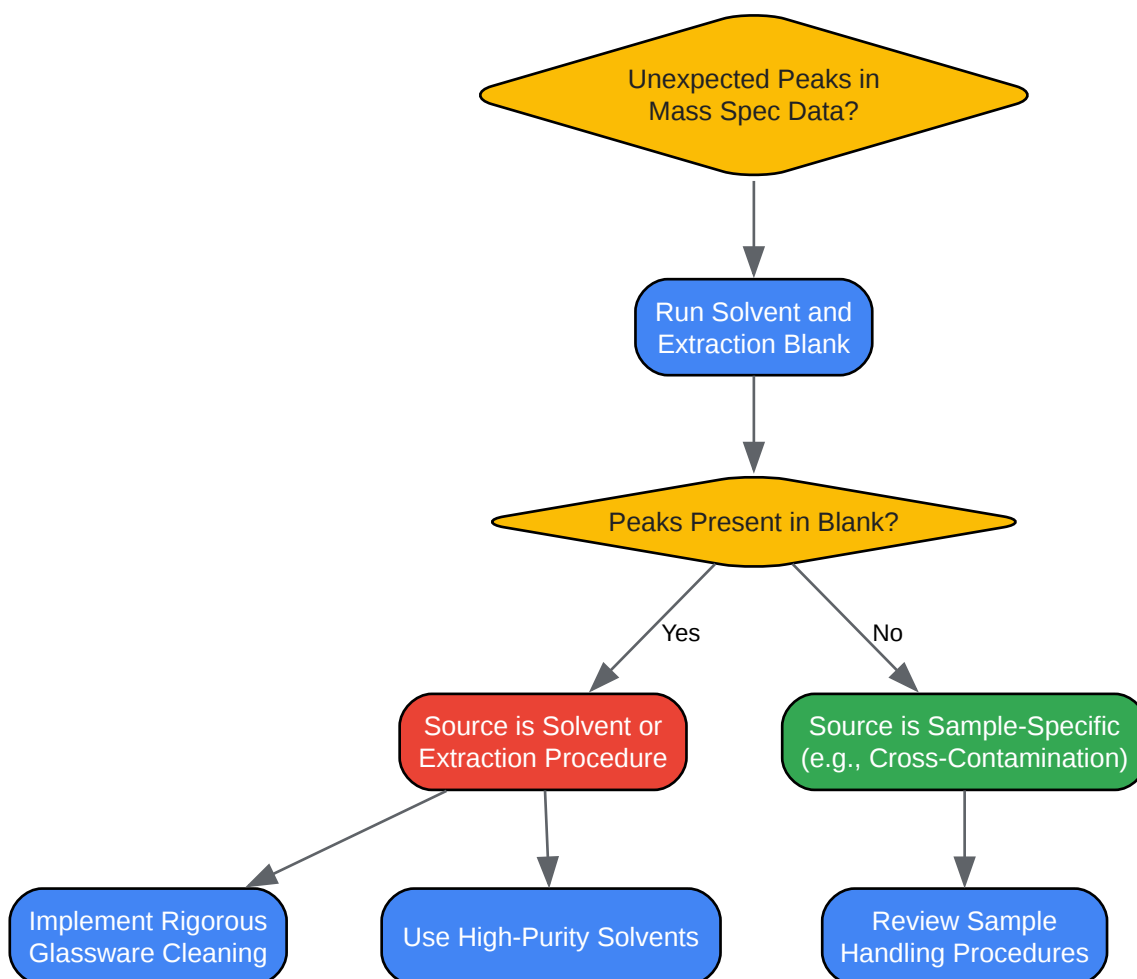 Unexpected Peaks in
Mass Spec Data?
Run Solvent and
Extraction Blank
Peaks Present in Blank?
Yes
No
Source is Solvent or
Extraction Procedure
Source is Sample-Specific
(e.g., Cross-Contamination)
Implement Rigorous
Glassware Cleaning
Use High-Purity Solvents
Review Sample
Handling Procedures